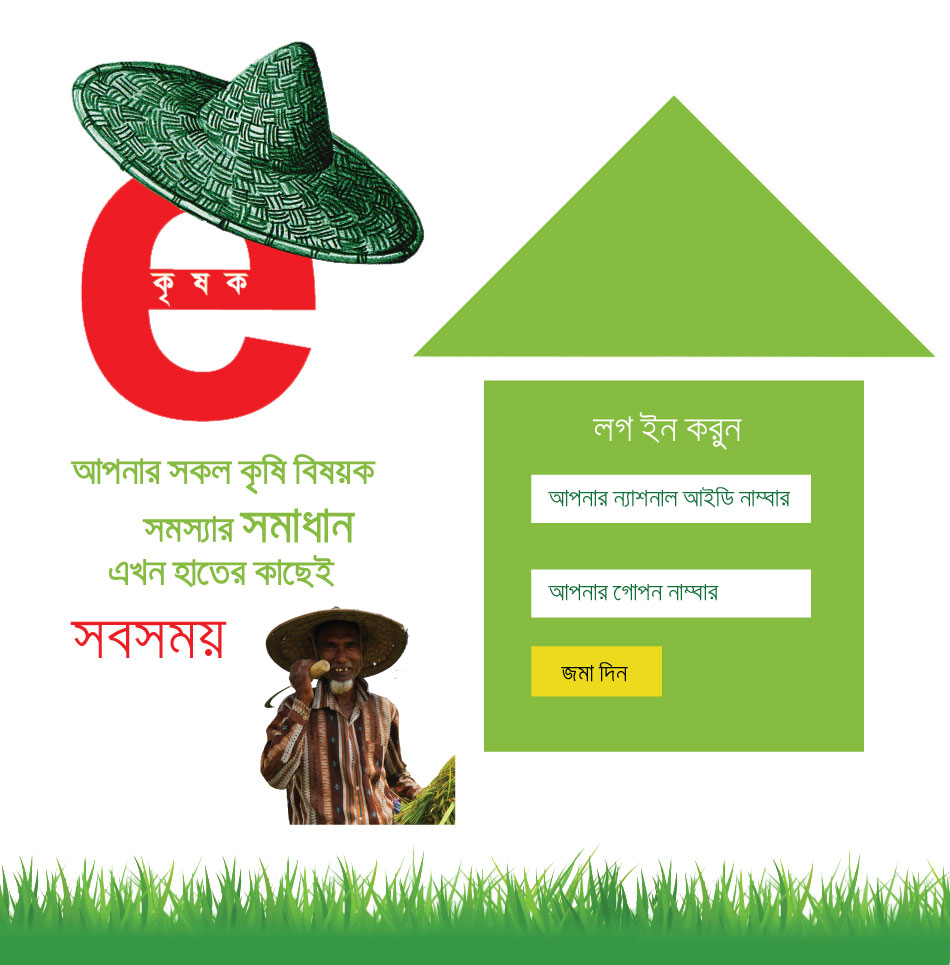 e
কৃষক
আপনার সকল কৃষি বিষয়ক
সমস্যার সমাধান
এখন হাতের কাছেই
সবসময়
লগ ইন করুন
আপনার ন্যাশনাল আইডি নাম্বার
আপনার গোপন নাম্বার
জমা দিন